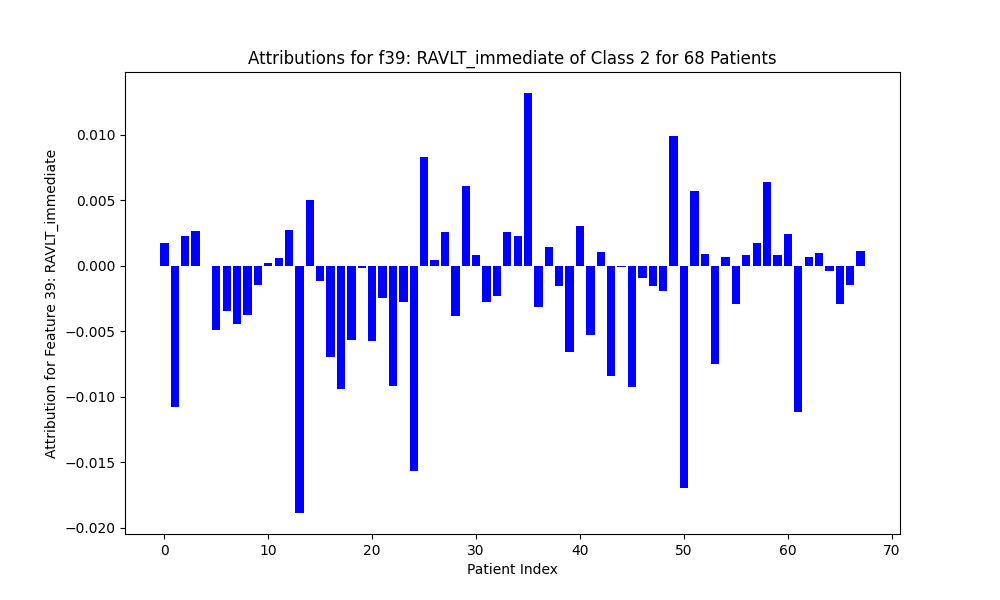 Attributions for f39: RAVLT_immediate of Class 2 for 68 Patients
Attribution for Feature 39: RAVLT_immediate
0.010
0.005
0.000
−0.005
−0.010
−0.015
−0.020
0 10 20 30 40 50 60 70
Patient Index